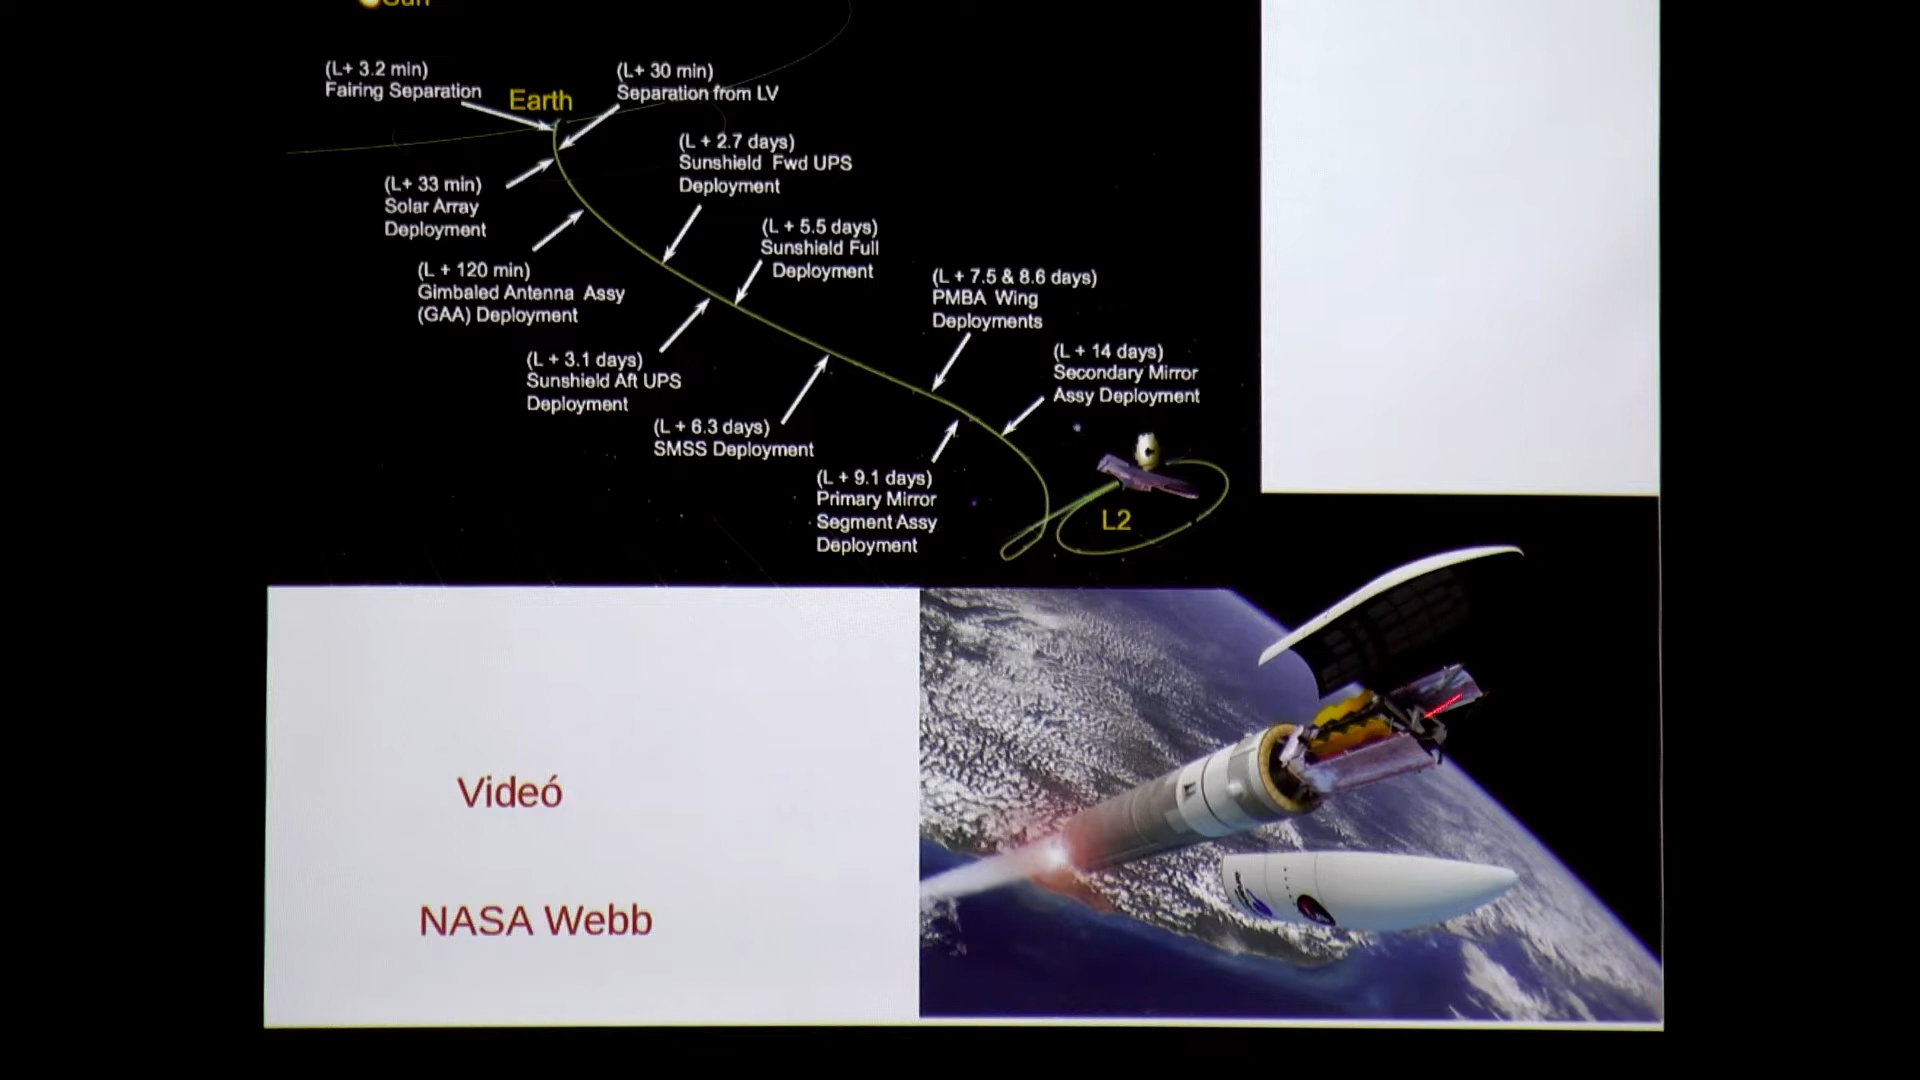 Sun
(L+ 3.2 min)
Fairing Separation
Earth
(L+ 30 min)
Separation from LV
(L + 2.7 days)
Sunshield Fwd UPS
Deployment
(L+ 33 min)
Solar Array
Deployment
(L + 5.5 days)
Sunshield Full
Deployment
(L + 120 min)
Gimbaled Antenna Assy
(GAA) Deployment
(L + 7.5 & 8.6 days)
PMBA Wing
Deployments
(L + 3.1 days)
Sunshield Aft UPS
Deployment
(L + 14 days)
Secondary Mirror
Assy Deployment
(L + 6.3 days)
SMSS Deployment
(L + 9.1 days)
Primary Mirror
Segment Assy
Deployment
L2
Videó
NASA Webb